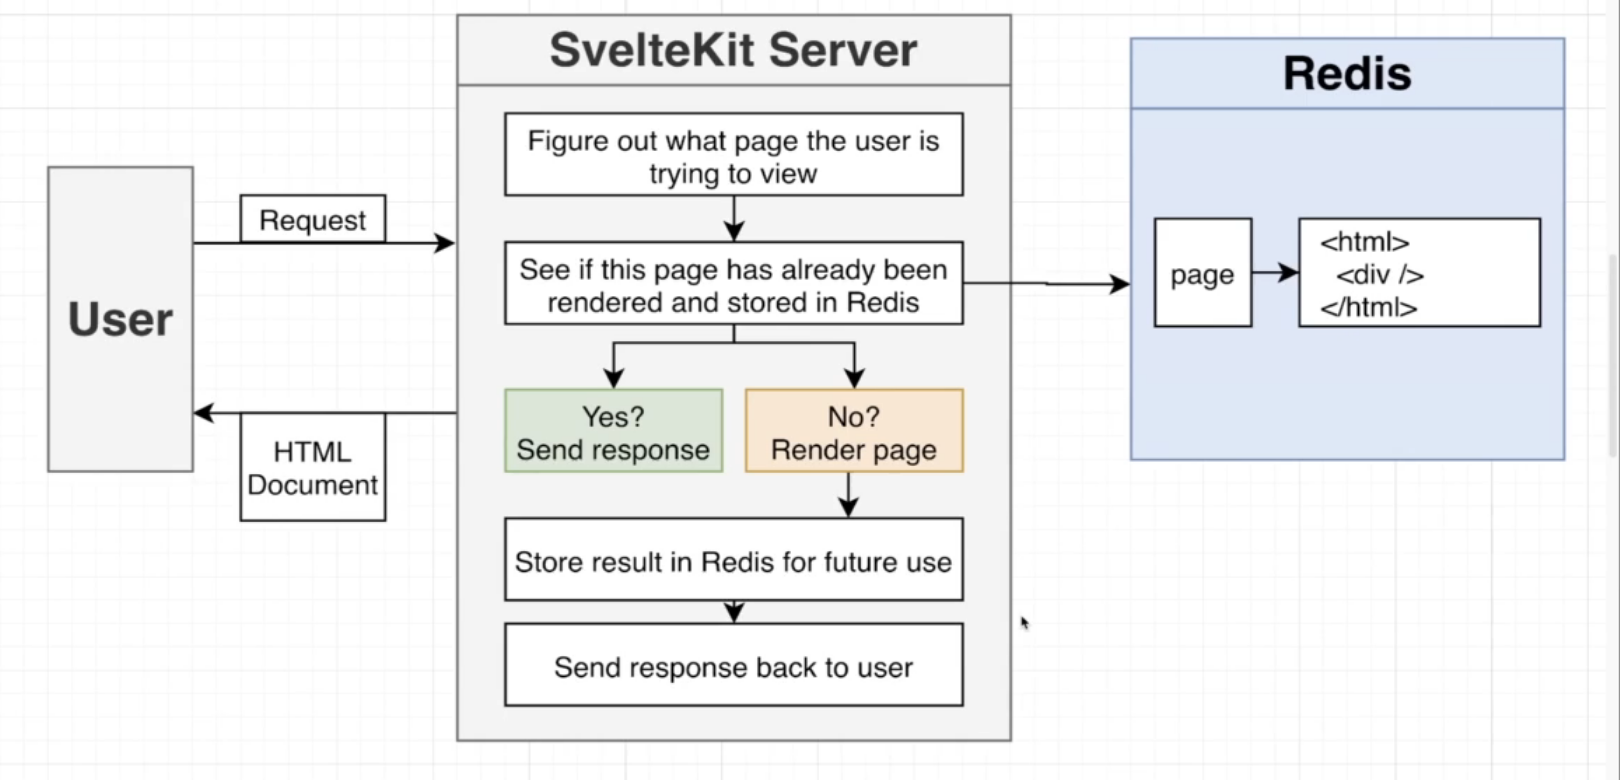 SvelteKit Server
Redis
Figure out what page the user is
trying to view
Request
See if this page has already been
rendered and stored in Redis
page
<html>
<div />
</html>
User
Yes?
Send response
No?
Render page
HTML
Document
Store result in Redis for future use
Send response back to user